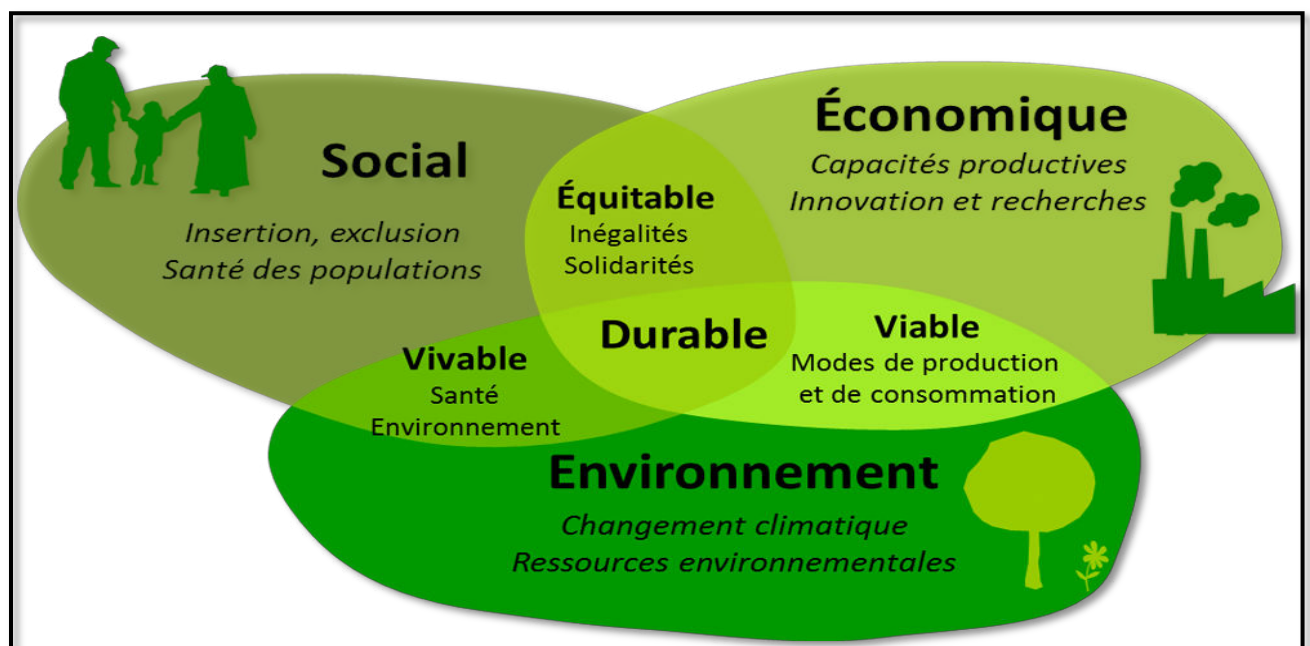 Social
Insertion, exclusion
Santé des populations
Économique
Capacités productives
Innovation et recherches
Équitable
Inégalités
Solidarités
Durable
Vivable
Santé
Environnement
Viable
Modes de production
et de consommation
Environnement
Changement climatique
Ressources environnementales